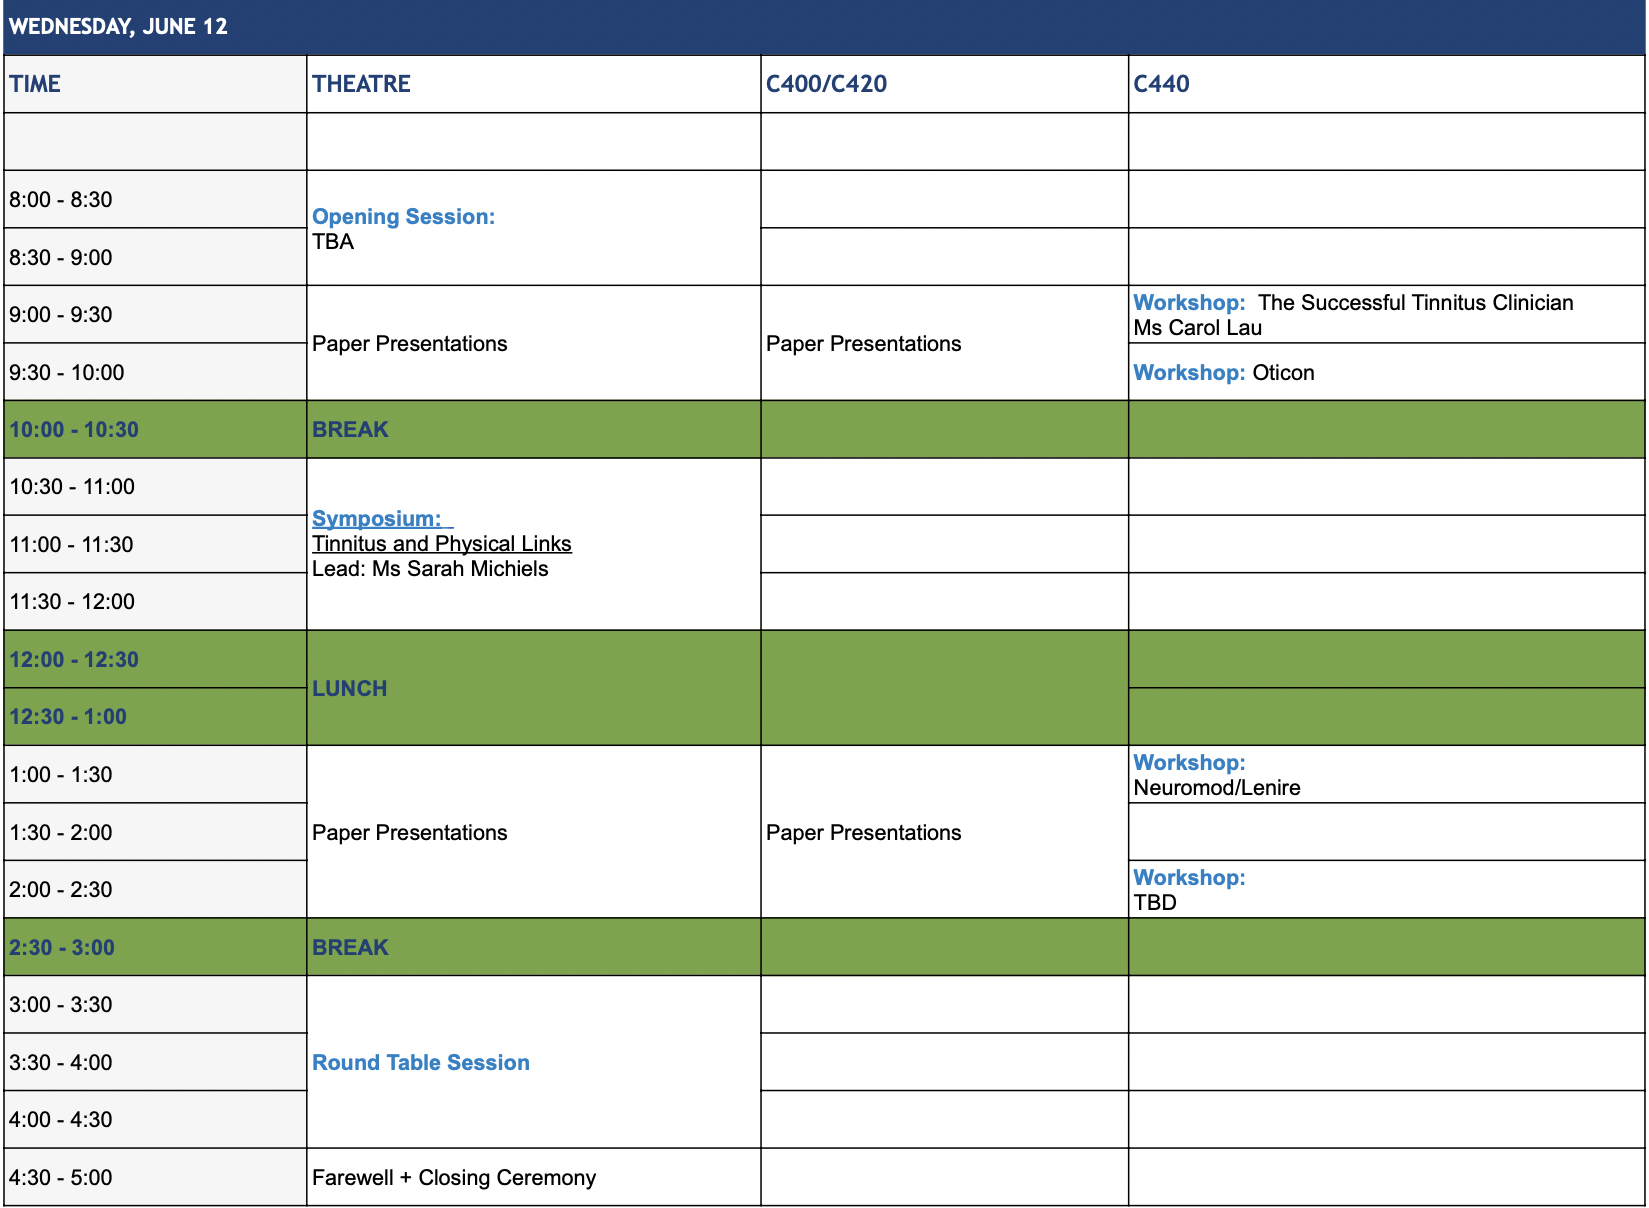 WEDNESDAY, JUNE 12
TIME THEATRE C400/C420 C440
8:00 - 8:30
Opening Session:
TBA
8:30 - 9:00
9:00 - 9:30
Paper Presentations
Paper Presentations
Workshop:  The Successful Tinnitus Clinician
Ms Carol Lau
9:30 - 10:00
Workshop: Oticon
10:00 - 10:30 BREAK
10:30 - 11:00
Symposium:
Tinnitus and Physical Links
Lead: Ms Sarah Michiels
11:00 - 11:30
11:30 - 12:00
12:00 - 12:30
LUNCH
12:30 - 1:00
1:00 - 1:30
Workshop:
Neuromod/Lenire
1:30 - 2:00 Paper Presentations Paper Presentations
2:00 - 2:30
Workshop:
TBD
2:30 - 3:00 BREAK
3:00 - 3:30
3:30 - 4:00 Round Table Session
4:00 - 4:30
4:30 - 5:00 Farewell + Closing Ceremony